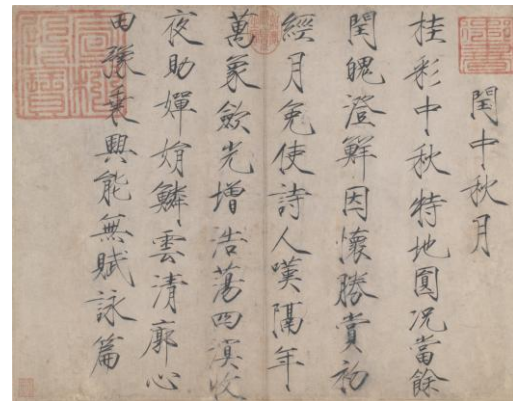 閏中秋月
桂彩中秋特地圓况當餘
閏魄澄鮮因懷勝賞初
經月免使詩人嘆隔年
萬象斂光增浩蕩四溟收
夜助嬋娟鱗雲清廓心
田豫乘興能無賦詠篇